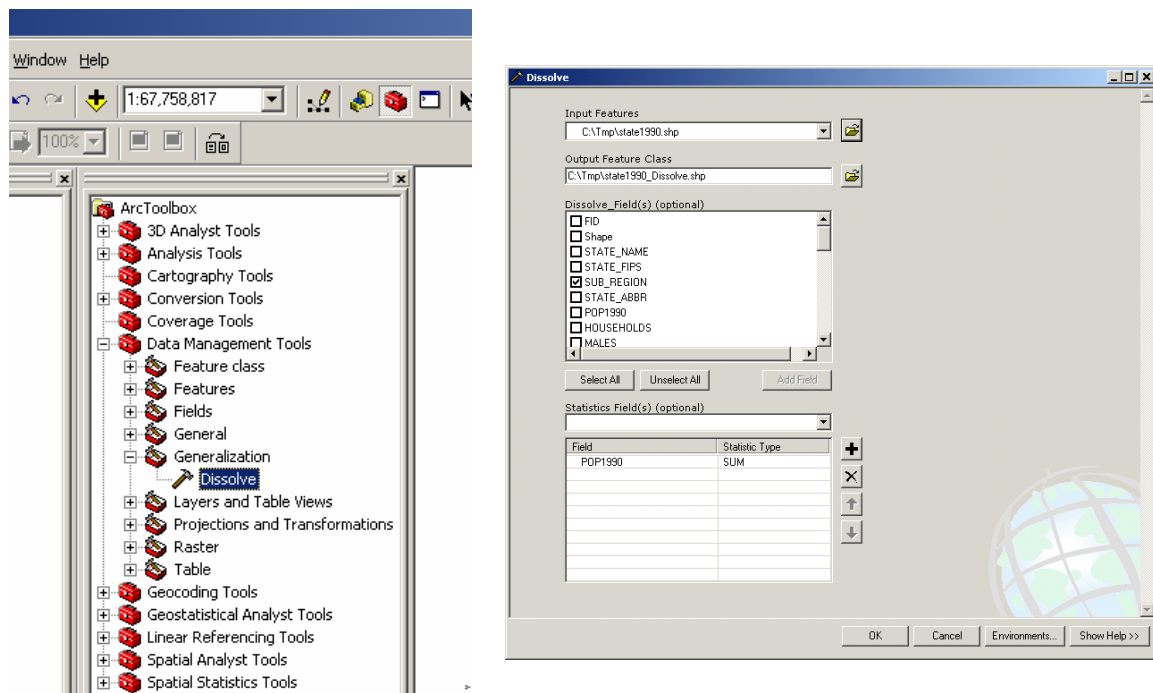 Window Help
1:67,758,817
100%
ArcToolbox
3D Analyst Tools
Analysis Tools
Cartography Tools
Conversion Tools
Coverage Tools
Data Management Tools
Feature class
Features
Fields
General
Generalization
Dissolve
Layers and Table Views
Projections and Transformations
Raster
Table
Geocoding Tools
Geostatistical Analyst Tools
Linear Referencing Tools
Spatial Analyst Tools
Spatial Statistics Tools
Dissolve
Input Features
C:\Tmp\state1990.shp
Output Feature Class
C:\Tmp\state1990_Dissolve.shp
Dissolve_Field(s) (optional)
FID
Shape
STATE_NAME
STATE_FIPS
SUB_REGION
STATE_ABBR
POP1990
HOUSEHOLDS
MALES
Select All Unselect All Add Field
Statistics Field(s) (optional)
Field Statistic Type
POP1990 SUM
OK Cancel Environments... Show Help >>